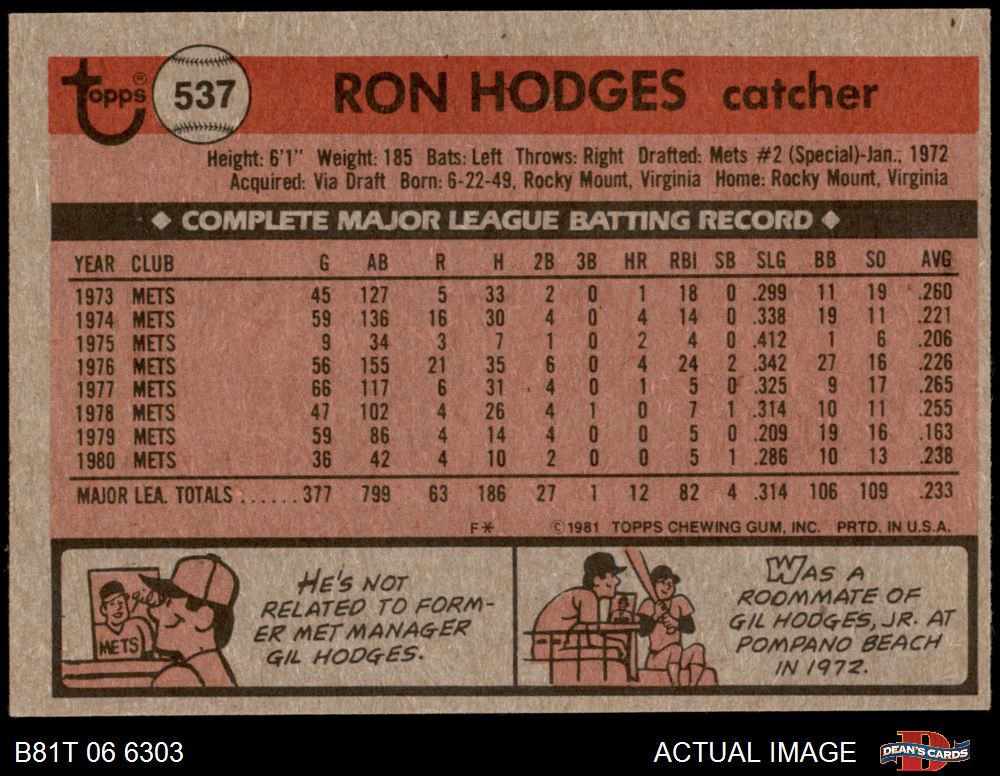 Topps® 537 RON HODGES catcher
Height: 6'1" Weight: 185 Bats: Left Throws: Right Drafted: Mets #2 (Special)-Jan., 1972
Acquired: Via Draft Born: 6-22-49, Rocky Mount, Virginia Home: Rocky Mount, Virginia
◆ COMPLETE MAJOR LEAGUE BATTING RECORD ◆
YEAR CLUB G AB R H 2B 3B HR RBI SB SLG BB SO AVG
1973 METS 45 127 5 33 2 0 1 18 0 .299 11 19 .260
1974 METS 59 136 16 30 4 0 4 14 0 .338 19 11 .221
1975 METS 9 34 3 7 1 0 2 4 0 .412 1 6 .206
1976 METS 56 155 21 35 6 0 4 24 2 .342 27 16 .226
1977 METS 66 117 6 31 4 0 1 5 0 .325 9 17 .265
1978 METS 47 102 4 26 4 1 0 7 1 .314 10 11 .255
1979 METS 59 86 4 14 4 0 0 5 0 .209 19 16 .163
1980 METS 36 42 4 10 2 0 0 5 1 .286 10 13 .238
MAJOR LEA. TOTALS ...... 377 799 63 186 27 1 12 82 4 .314 106 109 .233
F* ©1981 TOPPS CHEWING GUM, INC. PRTD. IN U.S.A.
gil
METS
HE'S NOT
RELATED TO FORM-
ER MET MANAGER
GIL HODGES.
WAS A
ROOMMATE OF
GIL HODGES, JR. AT
POMPANO BEACH
IN 1972.
B81T 06 6303 ACTUAL IMAGE DEAN'S CARDS